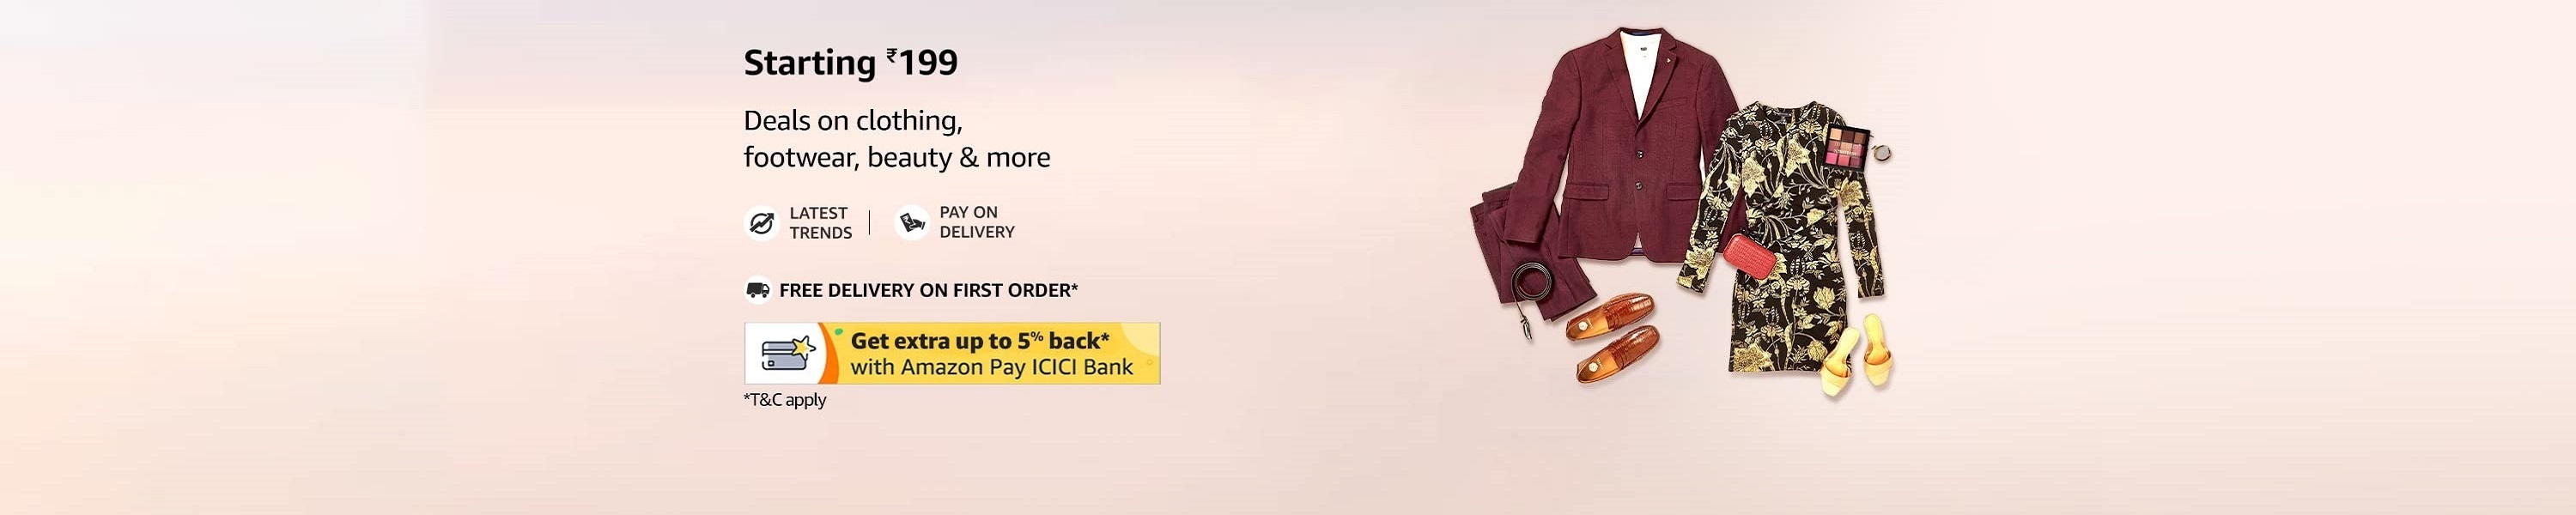 Starting ₹199
Deals on clothing,
footwear, beauty & more
LATEST
TRENDS
PAY ON
DELIVERY
FREE DELIVERY ON FIRST ORDER*
Get extra up to 5% back*
with Amazon Pay ICICI Bank
*T&C apply